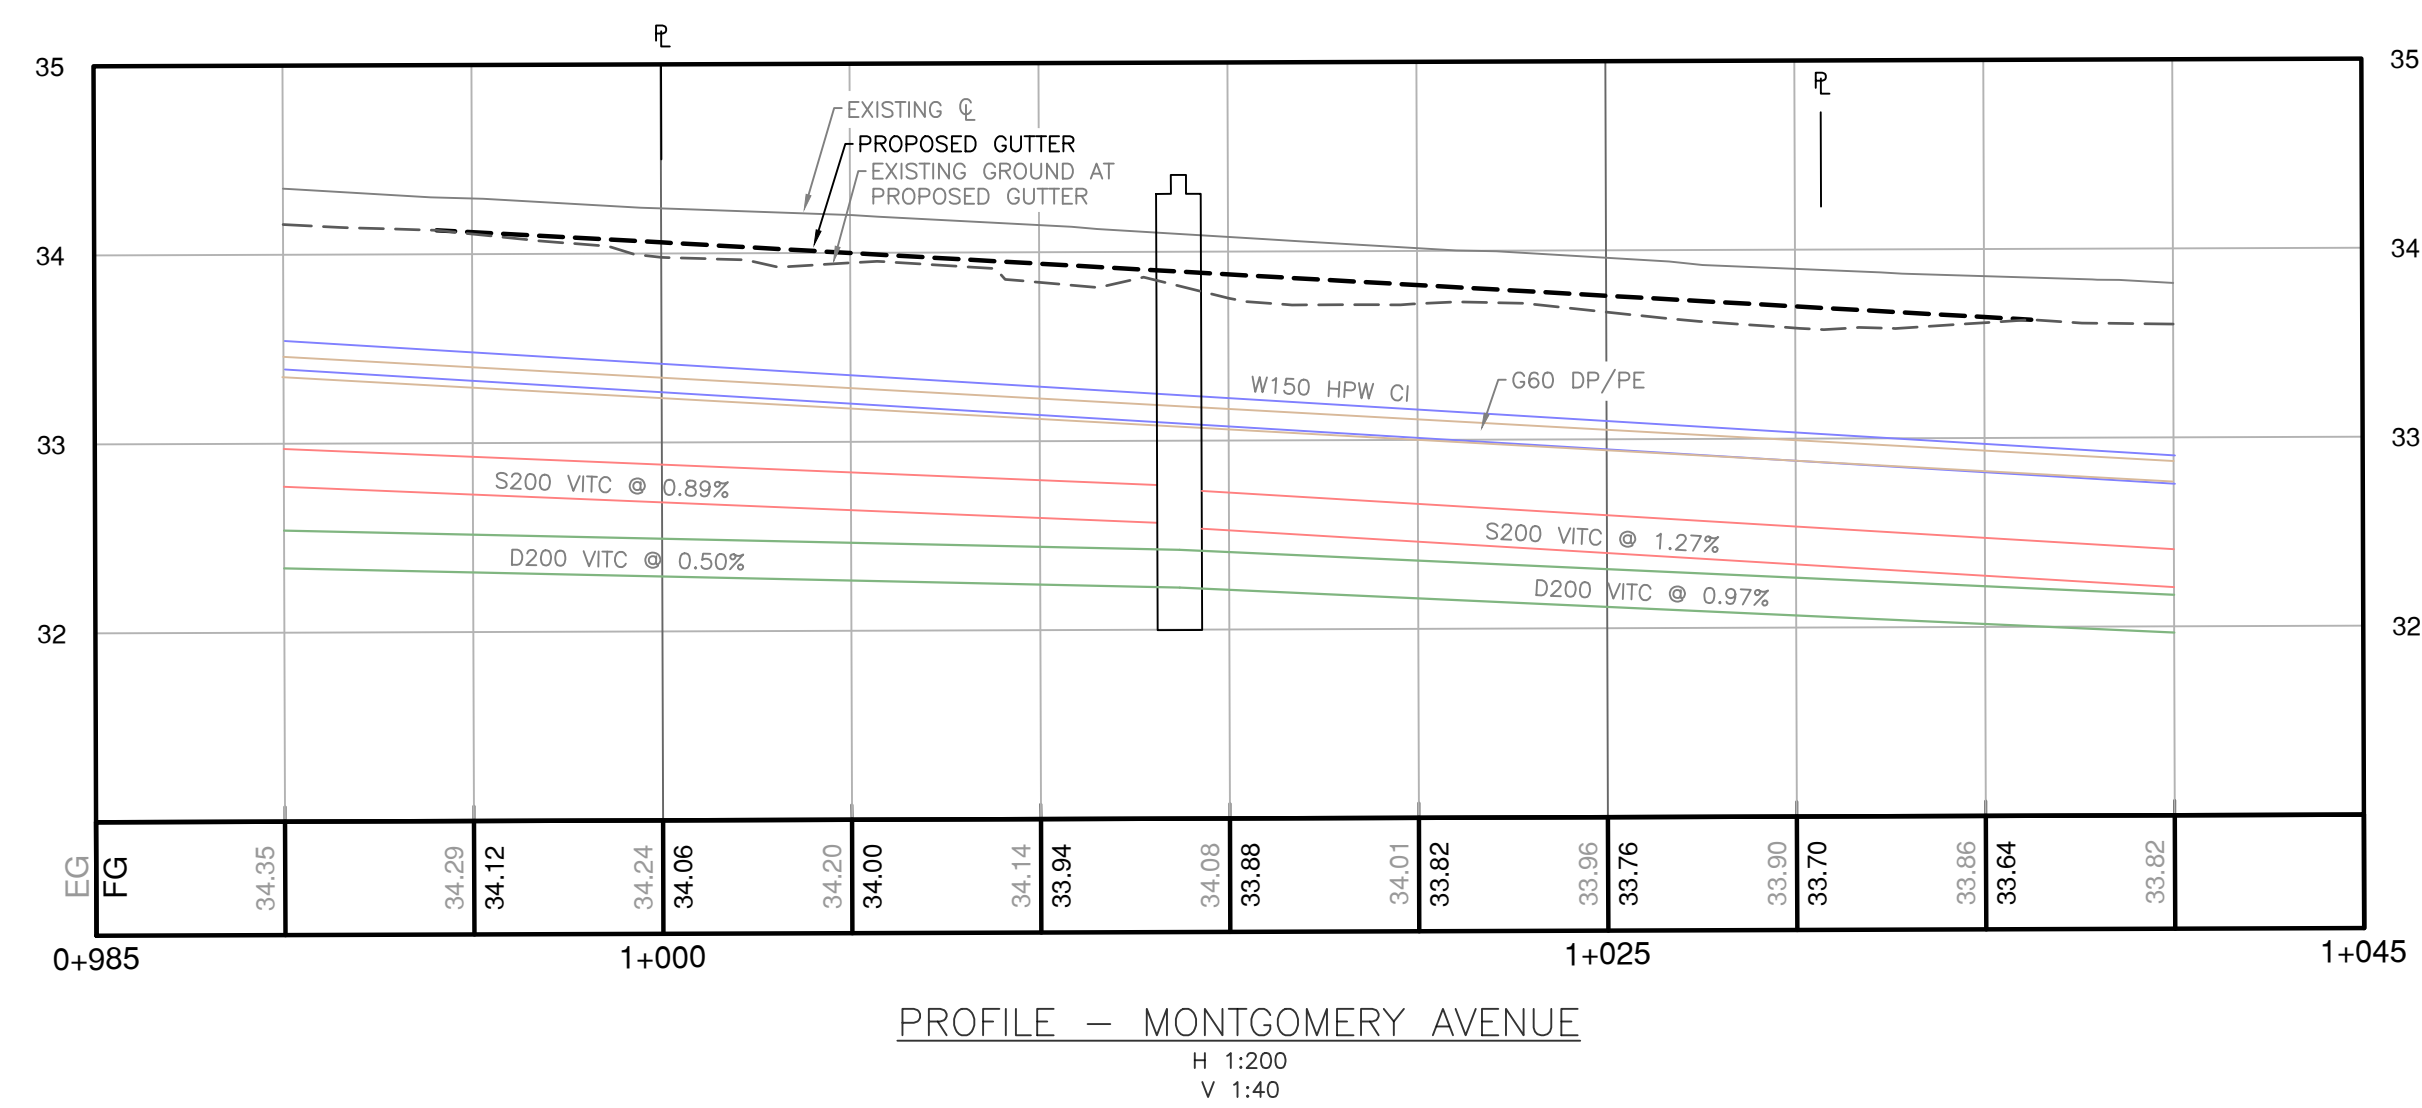 PL
35
35
PL
EXISTING CL
PROPOSED GUTTER
EXISTING GROUND AT
PROPOSED GUTTER
34
34
W150 HPW CI
G60 DP/PE
33
33
S200 VITC @ 0.89%
S200 VITC @ 1.27%
D200 VITC @ 0.50%
D200 VITC @ 0.97%
32
32
EG
FG
34.35
34.29
34.12
34.24
34.06
34.20
34.00
34.14
33.94
34.08
33.88
34.01
33.82
33.96
33.76
33.90
33.70
33.86
33.64
33.82
0+985
1+000
1+025
1+045
PROFILE – MONTGOMERY AVENUE
H 1:200
V 1:40